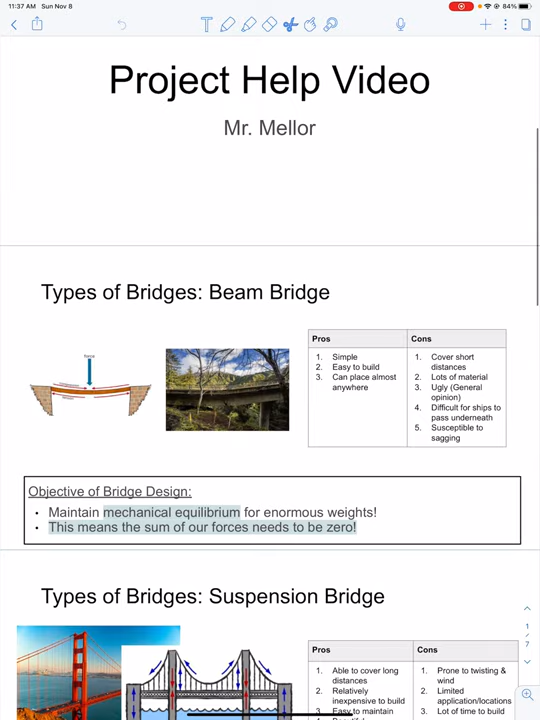 11:37 AM Sun Nov 8
84%
Project Help Video
Mr. Mellor
Types of Bridges: Beam Bridge
force
Pros
1. Simple
2. Easy to build
3. Can place almost
anywhere
Cons
1. Cover short
distances
2. Lots of material
3. Ugly (General
opinion)
4. Difficult for ships to
pass underneath
5. Susceptible to
sagging
Objective of Bridge Design:
• Maintain mechanical equilibrium for enormous weights!
• This means the sum of our forces needs to be zero!
Types of Bridges: Suspension Bridge
Pros
1. Able to cover long
distances
2. Relatively
inexpensive to build
3. Easy to maintain
Cons
1. Prone to twisting &
wind
2. Limited
application/locations
3. Lot of time to build
1
/
7